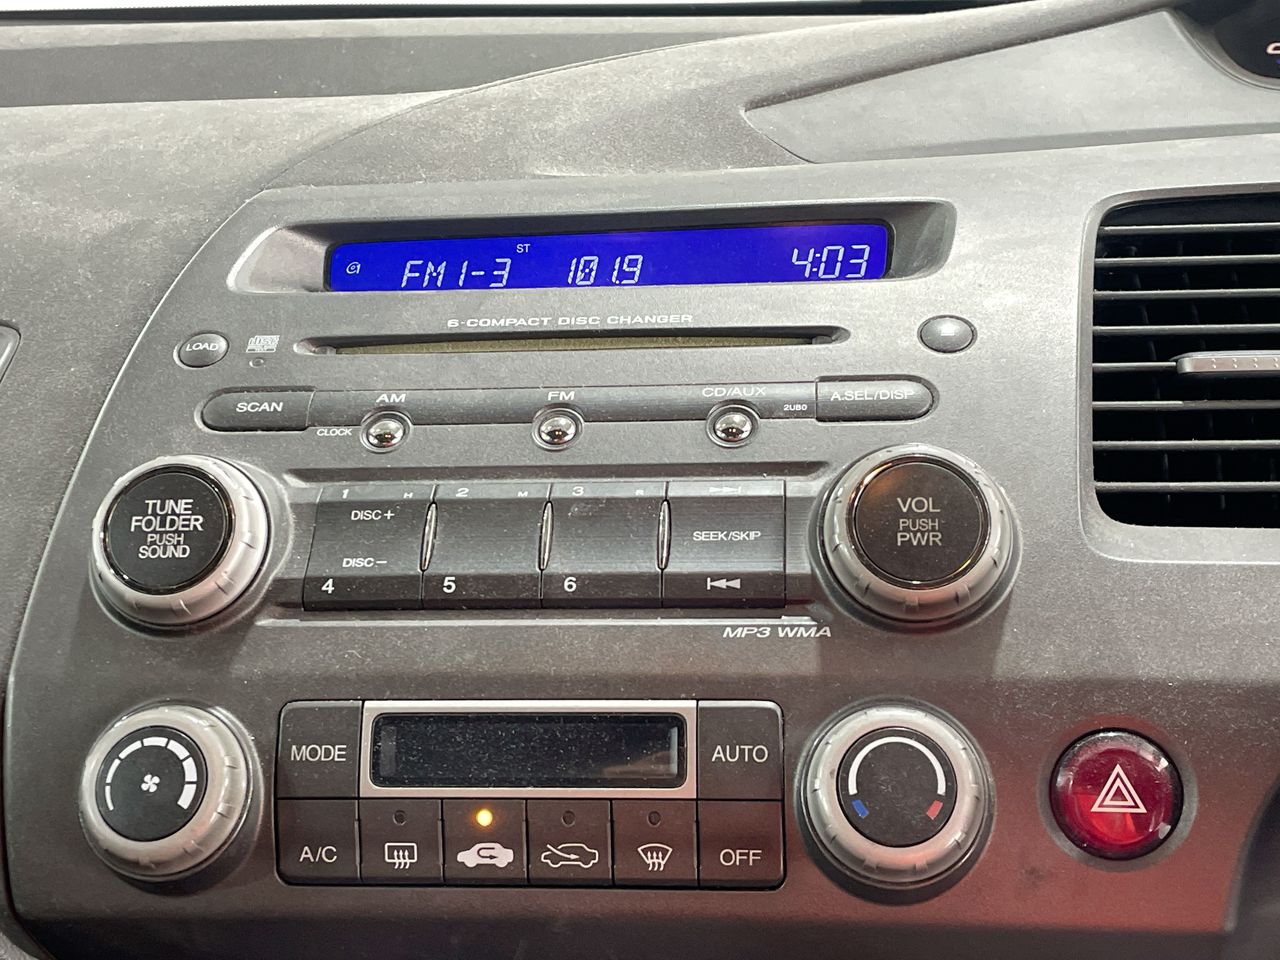 ST
FM1-3 101.9 4:03
6-COMPACT DISC CHANGER
LOAD
SCAN AM FM CD/AUX A.SEL/DISP
CLOCK 2UB0
TUNE
FOLDER
PUSH
SOUND
1 H 2 M 3 R
DISC+
SEEK/SKIP
DISC-
4 5 6
VOL
PUSH
PWR
MP3 WMA
MODE AUTO
A/C OFF